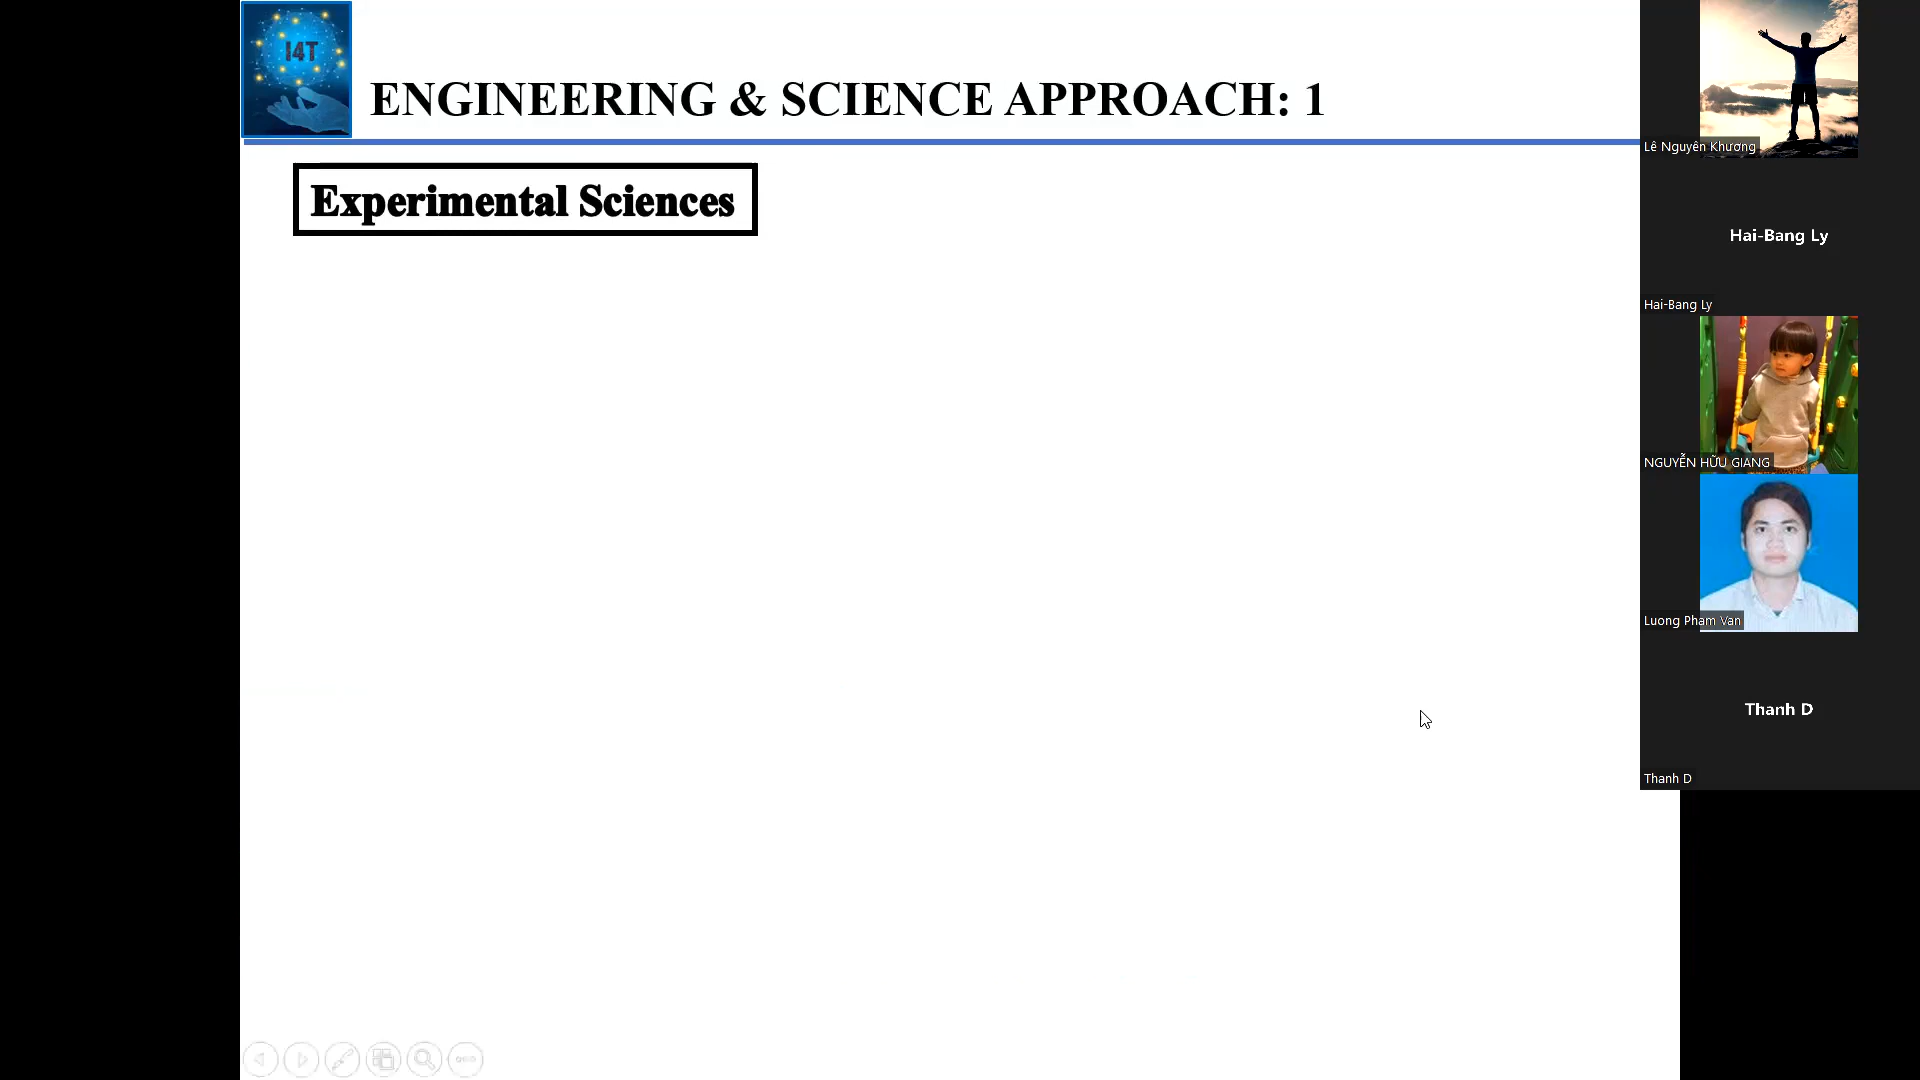 I4T
ENGINEERING & SCIENCE APPROACH: 1
Experimental Sciences
Lê Nguyên Khương
Hai-Bang Ly
Hai-Bang Ly
NGUYỄN HỮU GIANG
Luong Pham Van
Thanh D
Thanh D